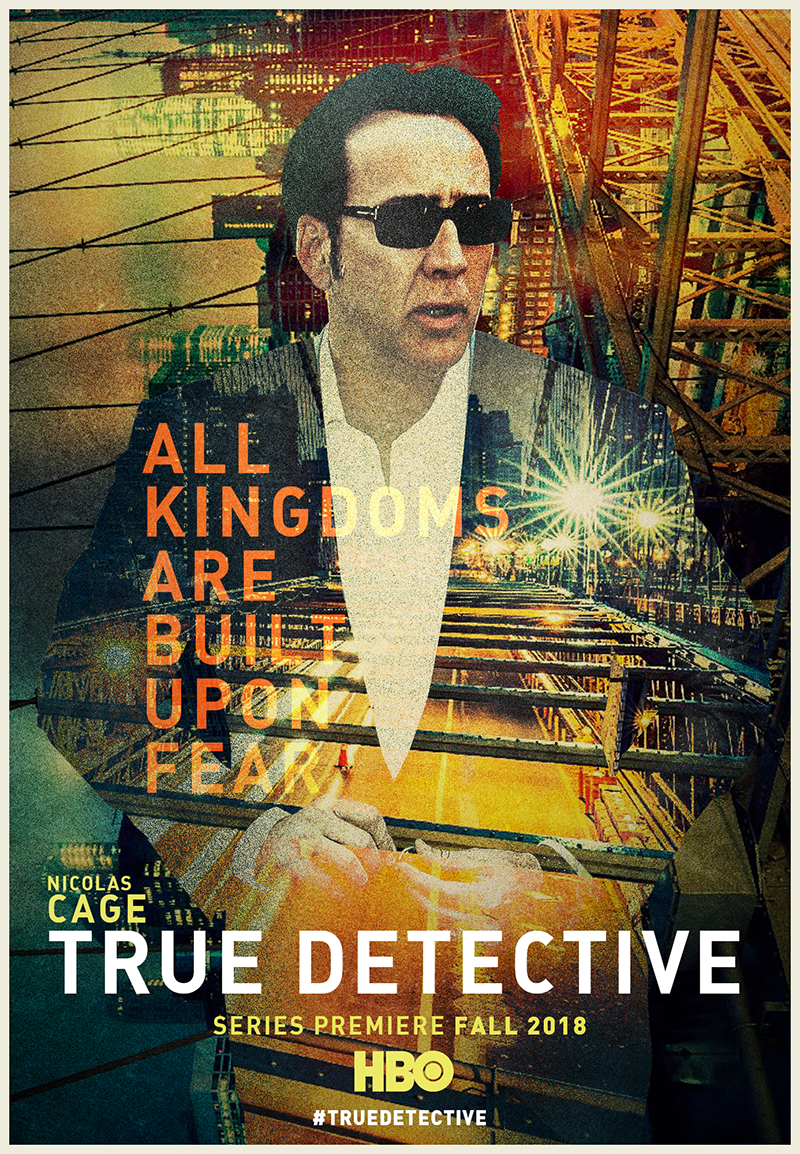 ALL
KINGDOMS
ARE
BUILT
UPON
FEAR
NICOLAS
CAGE
TRUE DETECTIVE
SERIES PREMIERE FALL 2018
HBO
#TRUEDETECTIVE